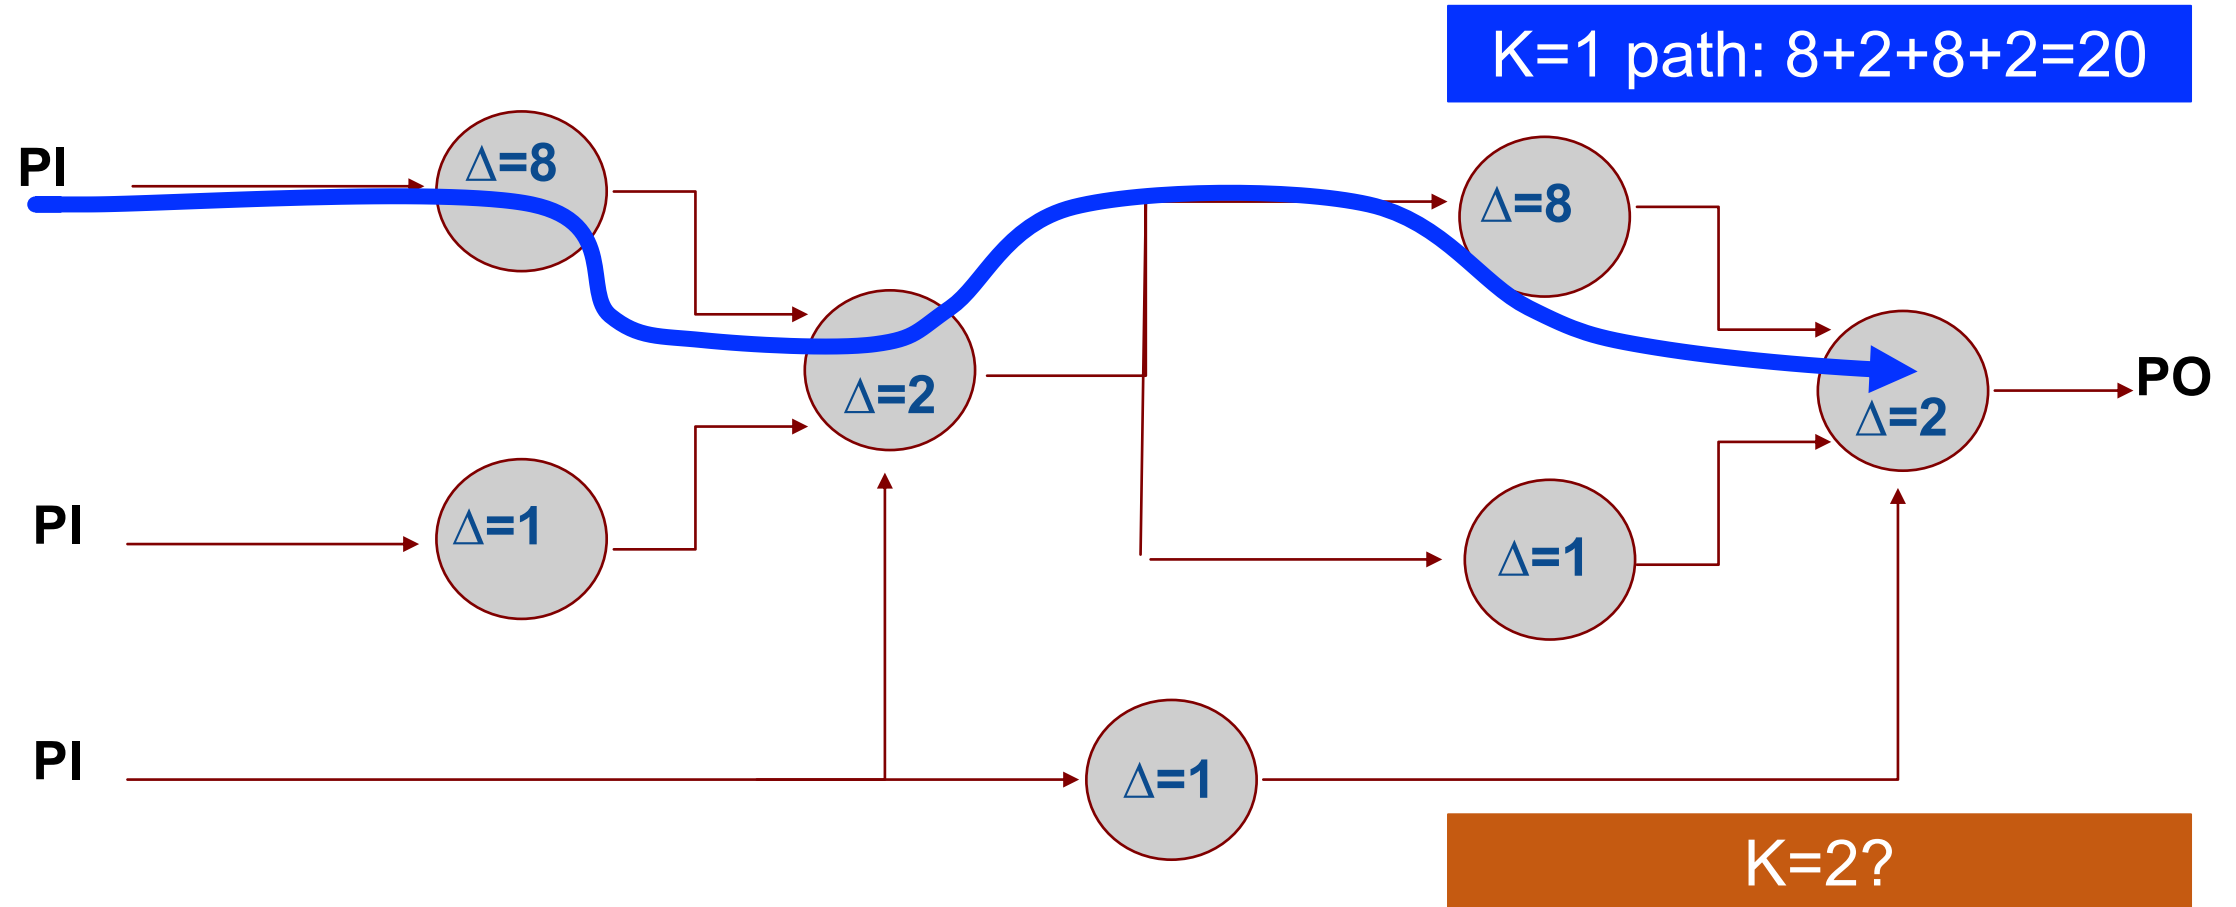 K=1 path: 8+2+8+2=20
PI
∆=8
∆=8
∆=2
PO
∆=2
PI
∆=1
∆=1
PI
∆=1
K=2?